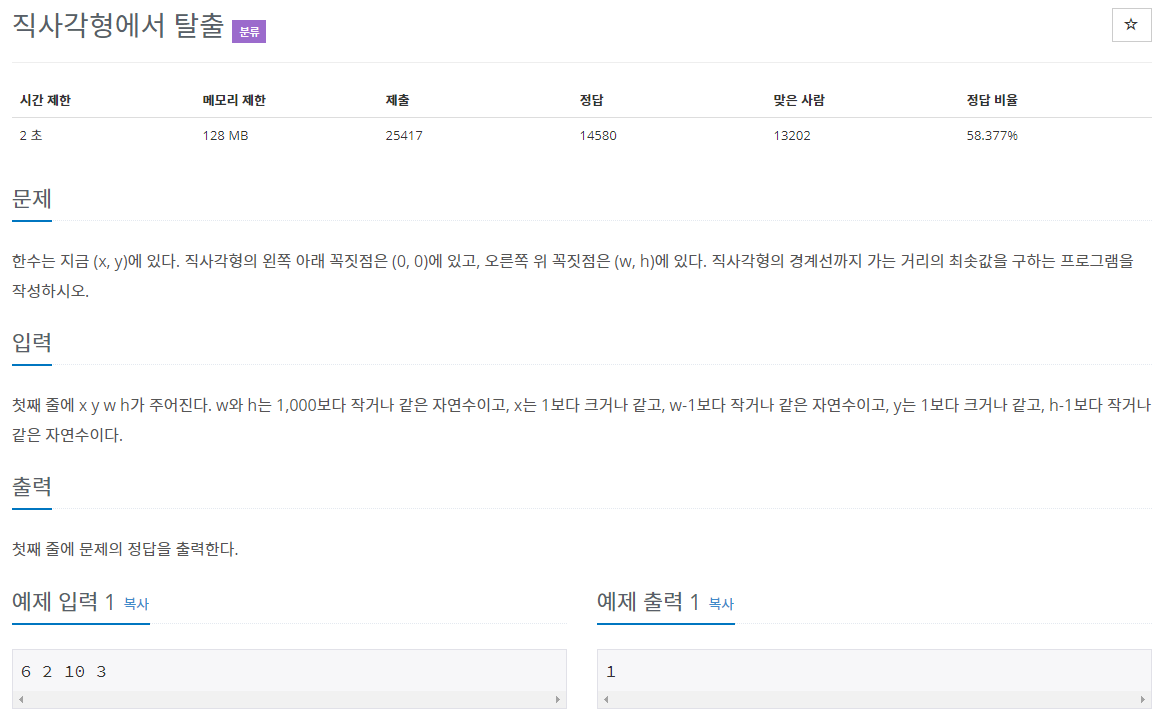 직사각형에서 탈출 분류
시간 제한 메모리 제한 제출 정답 맞은 사람 정답 비율
2 초 128 MB 25417 14580 13202 58.377%
문제
한수는 지금 (x, y)에 있다. 직사각형의 왼쪽 아래 꼭짓점은 (0, 0)에 있고, 오른쪽 위 꼭짓점은 (w, h)에 있다. 직사각형의 경계선까지 가는 거리의 최솟값을 구하는 프로그램을
작성하시오.
입력
첫째 줄에 x y w h가 주어진다. w와 h는 1,000보다 작거나 같은 자연수이고, x는 1보다 크거나 같고, w-1보다 작거나 같은 자연수이고, y는 1보다 크거나 같고, h-1보다 작거나
같은 자연수이다.
출력
첫째 줄에 문제의 정답을 출력한다.
예제 입력 1 복사
6 2 10 3
예제 출력 1 복사
1